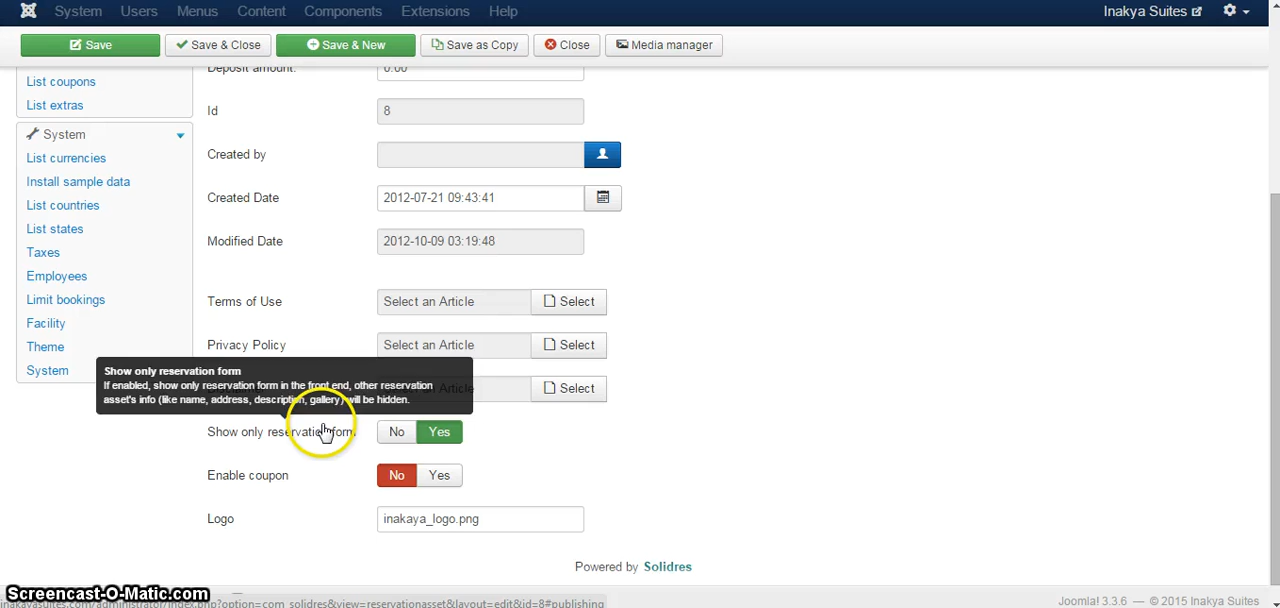 System Users Menus Content Components Extensions Help Inakya Suites
Save Save & Close Save & New Save as Copy Close Media manager
List coupons
List extras
System
List currencies
Install sample data
List countries
List states
Taxes
Employees
Limit bookings
Facility
Theme
System
Deposit amount: 0.00
Id 8
Created by
Created Date 2012-07-21 09:43:41
Modified Date 2012-10-09 03:19:48
Terms of Use Select an Article Select
Privacy Policy Select an Article Select
Article Select
Show only reservation form
If enabled, show only reservation form in the front end, other reservation
asset's info (like name, address, description, gallery) will be hidden.
Show only reservation form No Yes
Enable coupon No Yes
Logo inakaya_logo.png
Powered by Solidres
Screencast-O-Matic.com
inakyasuites.com/administrator/index.php?option=com_solidres&view=reservationasset&layout=edit&id=8#publishing
Joomla! 3.3.6 — © 2015 Inakya Suites